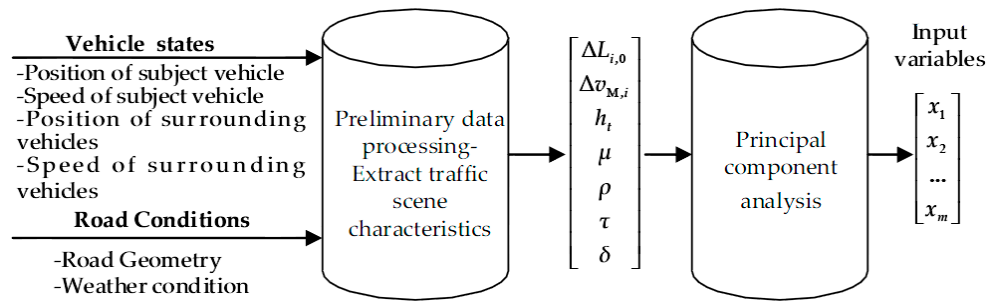 Vehicle states
-Position of subject vehicle
-Speed of subject vehicle
-Position of surrounding
vehicles
-Speed of surrounding
vehicles
Road Conditions
-Road Geometry
-Weather condition
Preliminary data
processing-
Extract traffic
scene
characteristics
ΔL_{i,0}
Δv_{M,i}
h_t
μ
ρ
τ
δ
Principal
component
analysis
Input
variables
x_1
x_2
...
x_m